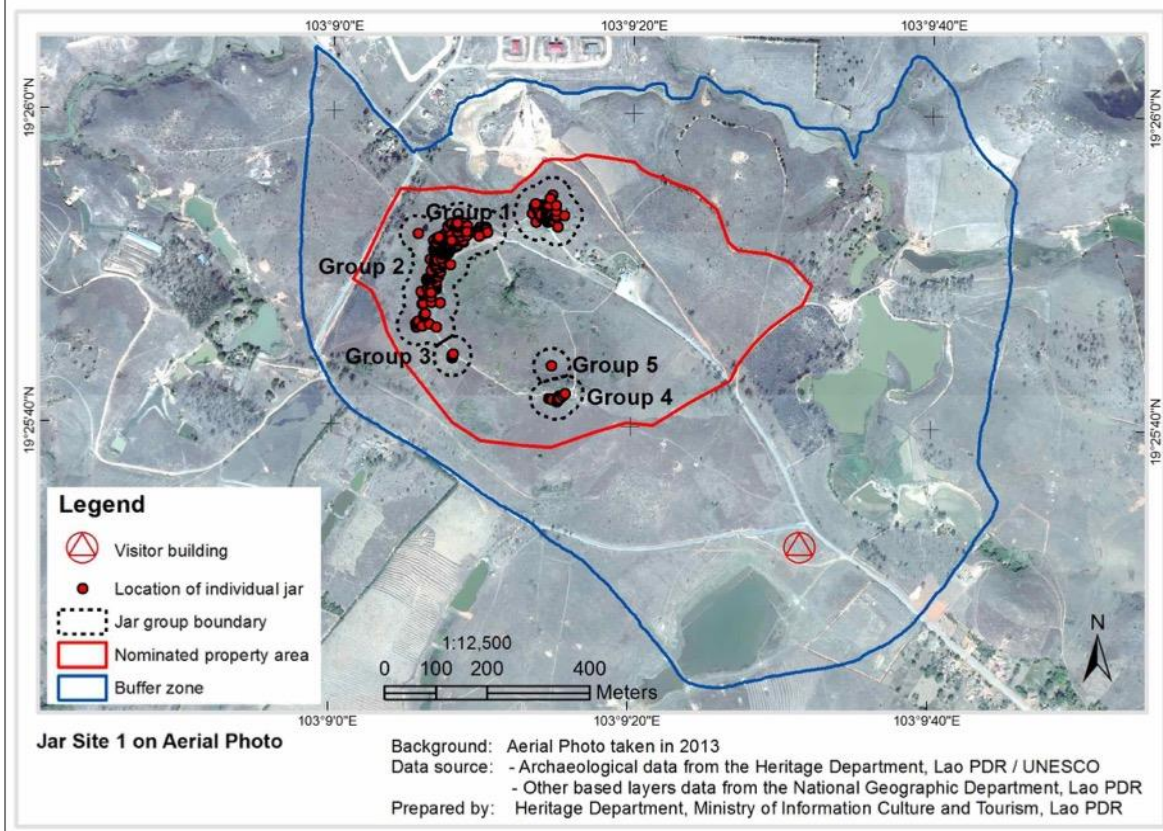 103°9'0"E
103°9'20"E
103°9'40"E
19°26'0"N
19°26'0"N
Group 1
Group 2
Group 3
Group 5
Group 4
19°25'40"N
19°25'40"N
Legend
Visitor building
Location of individual jar
Jar group boundary
Nominated property area
Buffer zone
1:12,500
0 100 200 400
Meters
N
103°9'0"E
103°9'20"E
103°9'40"E
Jar Site 1 on Aerial Photo
Background: Aerial Photo taken in 2013
Data source: - Archaeological data from the Heritage Department, Lao PDR / UNESCO
- Other based layers data from the National Geographic Department, Lao PDR
Prepared by: Heritage Department, Ministry of Information Culture and Tourism, Lao PDR